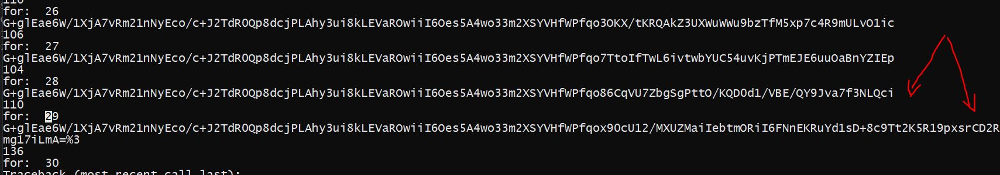 110
for:  26
G+glEae6W/1XjA7vRm21nNyEco/c+J2TdR0Qp8dcjPLAhy3ui8kLEVaROwiiI6Oes5A4wo33m2XSYVHfWPfqo3OKX/tKRQAkZ3UXWuWWu9bzTfM5xp7c4R9mULvO1ic
106
for:  27
G+glEae6W/1XjA7vRm21nNyEco/c+J2TdR0Qp8dcjPLAhy3ui8kLEVaROwiiI6Oes5A4wo33m2XSYVHfWPfqo7TtoIfTwL6ivtwbYUC54uvKjPTmEJE6uuOaBnYZIEp
104
for:  28
G+glEae6W/1XjA7vRm21nNyEco/c+J2TdR0Qp8dcjPLAhy3ui8kLEVaROwiiI6Oes5A4wo33m2XSYVHfWPfqo86CqVU7ZbgSgPttO/KQD0d1/VBE/QY9Jva7f3NLQci
110
for:  29
G+glEae6W/1XjA7vRm21nNyEco/c+J2TdR0Qp8dcjPLAhy3ui8kLEVaROwiiI6Oes5A4wo33m2XSYVHfWPfqox90cU12/MXUZMaiIebtmORiI6FNnEKRuYd1sD+8c9Tt2K5R19pxsrCD2R
mg17iLmA=%3
136
for:  30
Traceback (most recent call last):